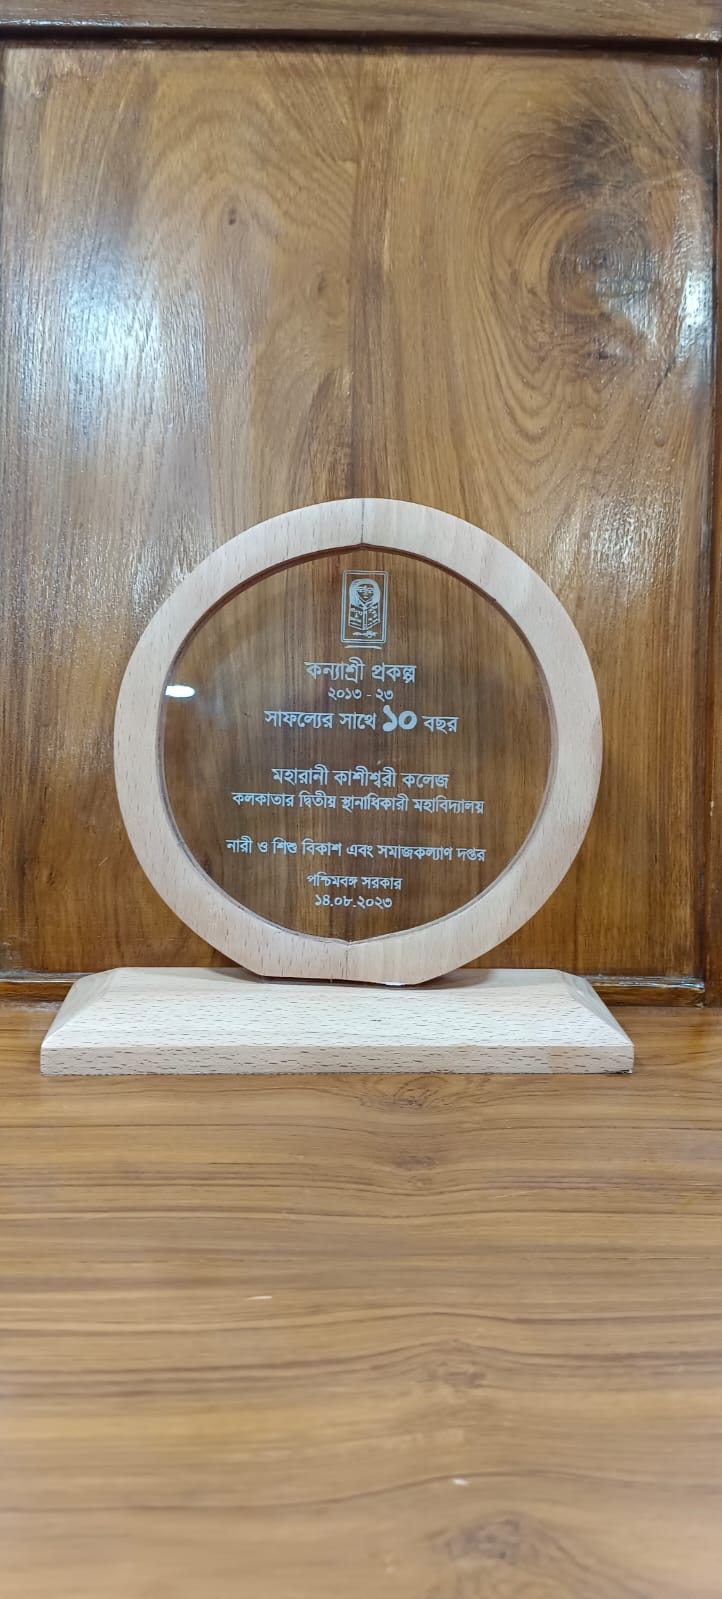 কন্যাশ্রী প্রকল্প
২০১৩ - ২৩
সাফল্যের সাথে ১০ বছর
মহারানী কাশীশ্বরী কলেজ
কলকাতার দ্বিতীয় স্থানাধিকারী মহাবিদ্যালয়
নারী ও শিশু বিকাশ এবং সমাজকল্যাণ দপ্তর
পশ্চিমবঙ্গ সরকার
১৪.০৮.২০২৩